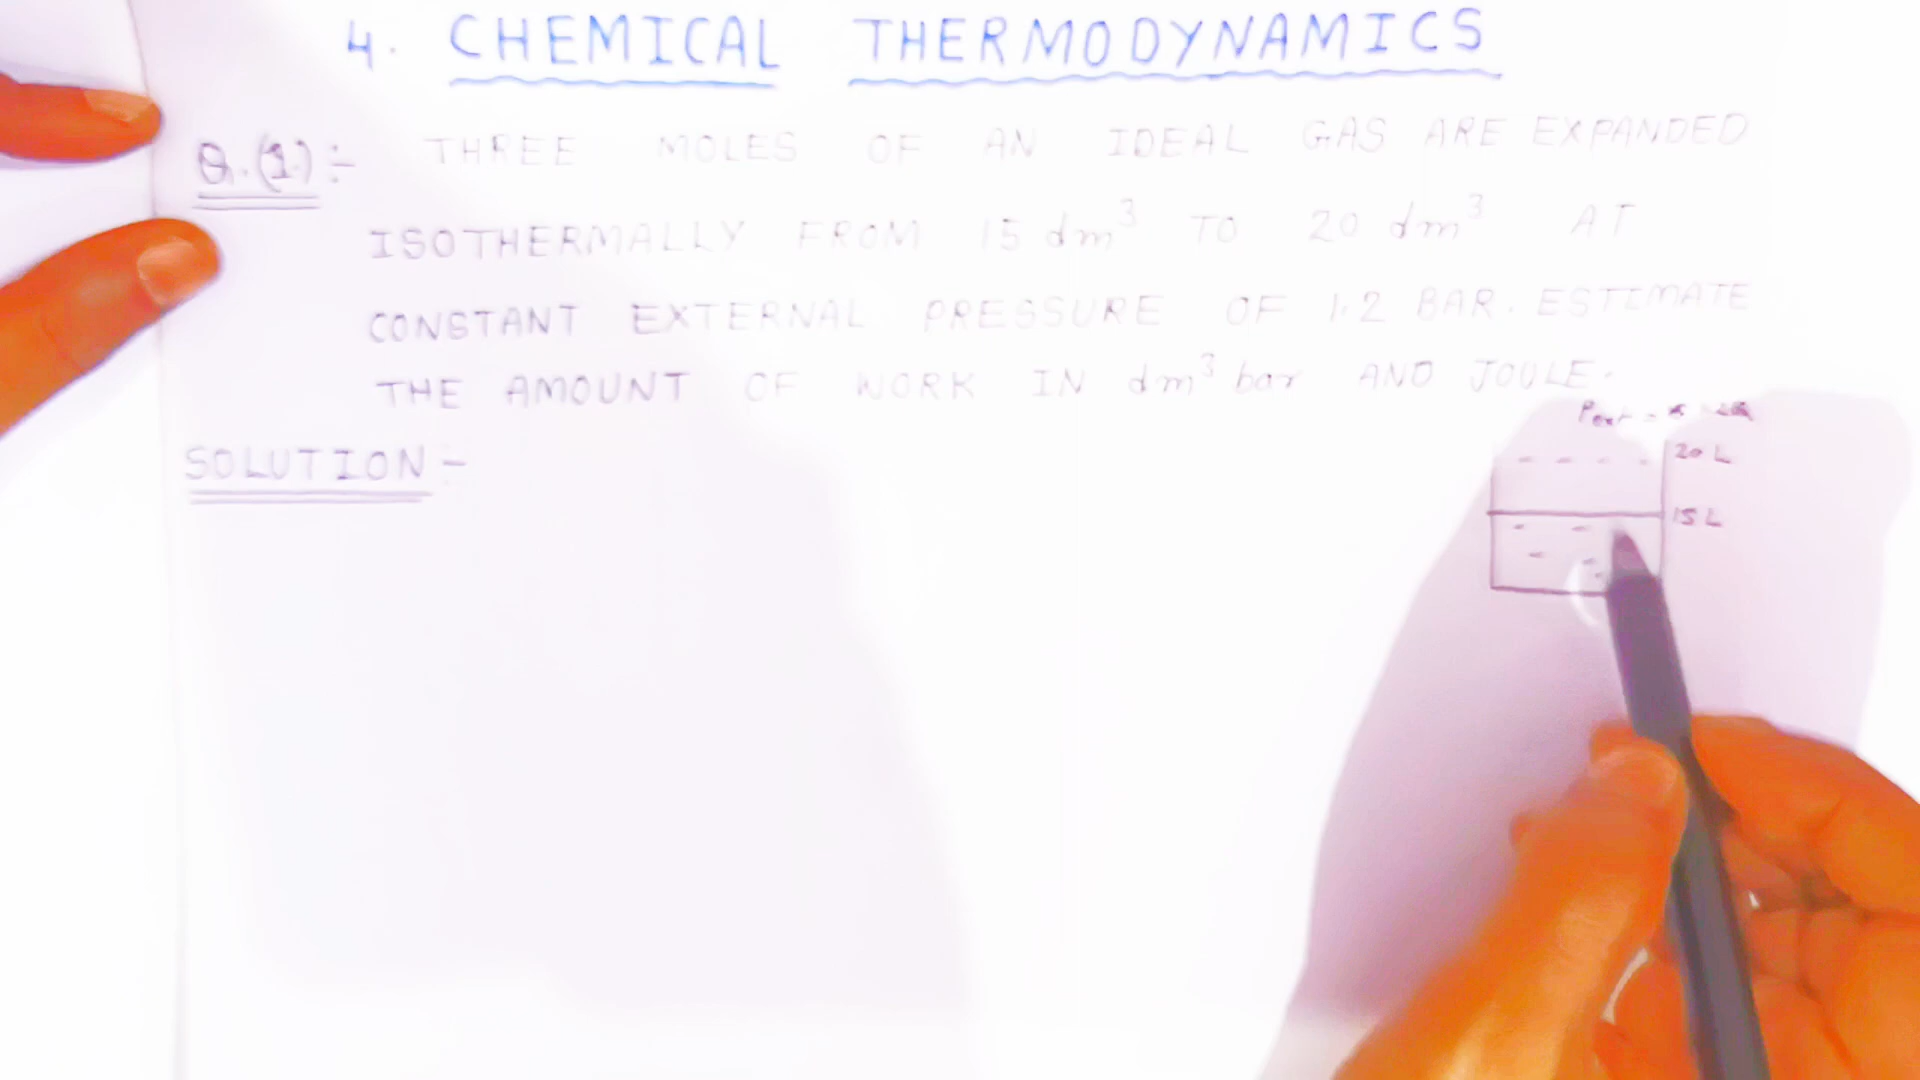 4. CHEMICAL THERMODYNAMICS
Q.(1):- THREE MOLES OF AN IDEAL GAS ARE EXPANDED
ISOTHERMALLY FROM 15 dm³ TO 20 dm³ AT
CONSTANT EXTERNAL PRESSURE OF 1.2 BAR. ESTIMATE
THE AMOUNT OF WORK IN dm³ bar AND JOULE.
Pext =
20 L
SOLUTION -
15 L